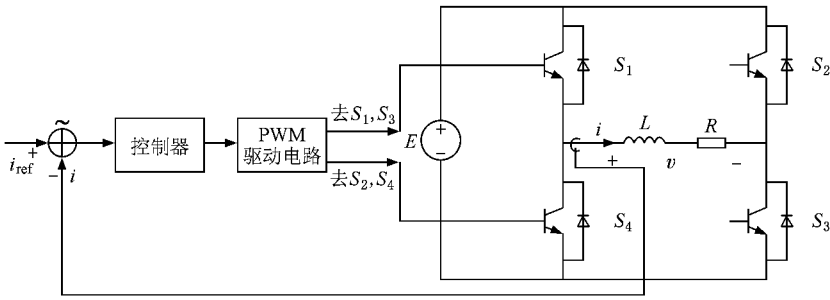 i_ref
+
−
~
i
控制器
PWM
驱动电路
去S₁,S₃
去S₂,S₄
E
+
−
S₁
S₂
i
L
R
+
v
−
S₄
S₃